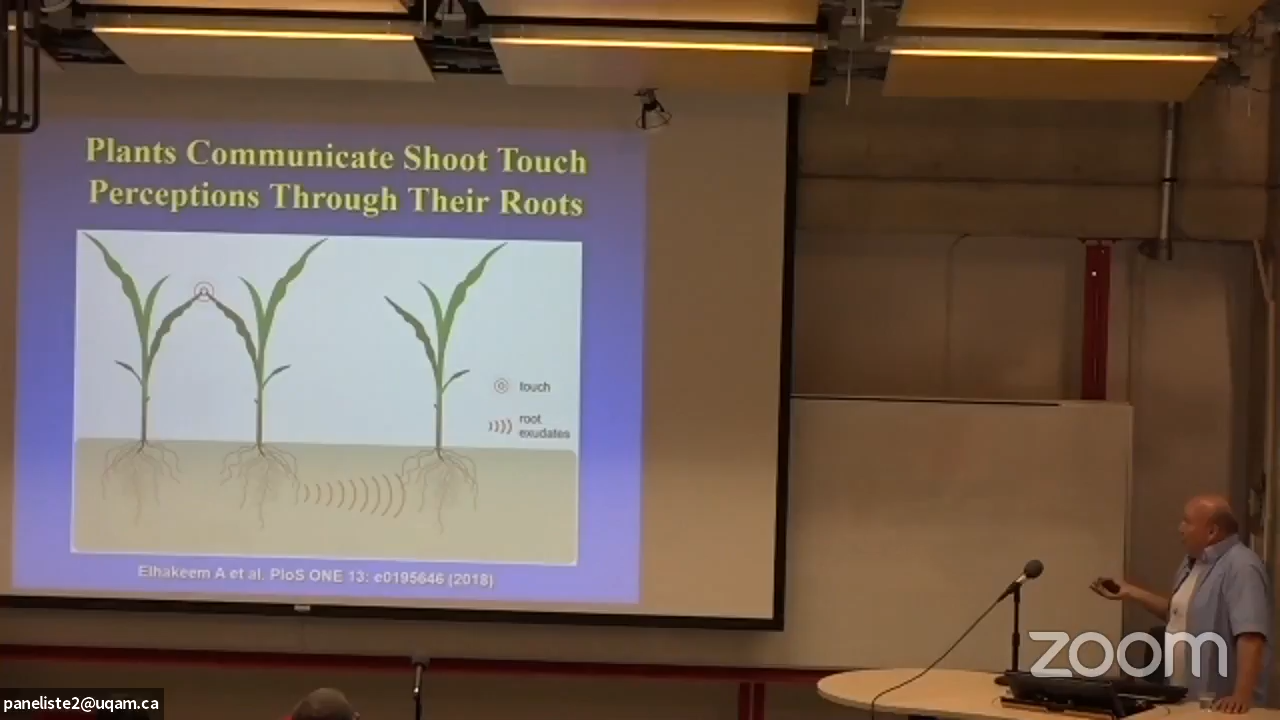 Plants Communicate Shoot Touch
Perceptions Through Their Roots
touch
root
exudates
Elhakeem A et al. PloS ONE 13: e0195646 (2018)
zoom
paneliste2@uqam.ca